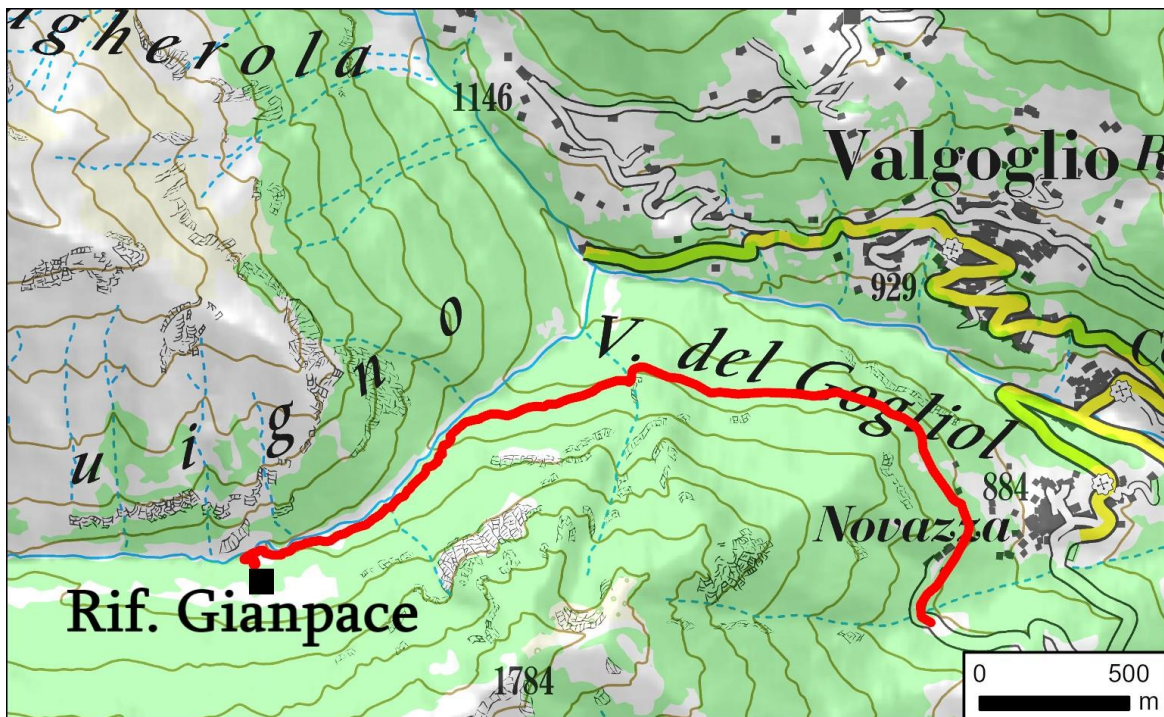 gherola
1146
Valgoglio R
929
o
V. del Gogliol
n
g
i
u
884
Novazza
Rif. Gianpace
1784
0 500
m